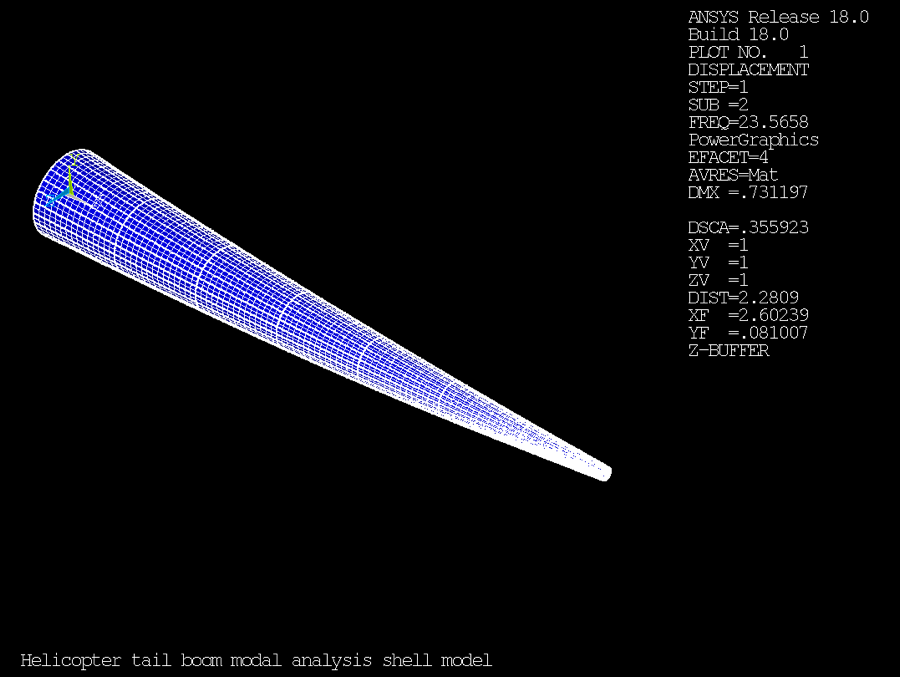 ANSYS Release 18.0
Build 18.0
PLOT NO. 1
DISPLACEMENT
STEP=1
SUB =2
FREQ=23.5658
PowerGraphics
EFACET=4
AVRES=Mat
DMX =.731197
DSCA=.355923
XV =1
YV =1
ZV =1
DIST=2.2809
XF =2.60239
YF =.081007
Z-BUFFER
Helicopter tail boom modal analysis shell model